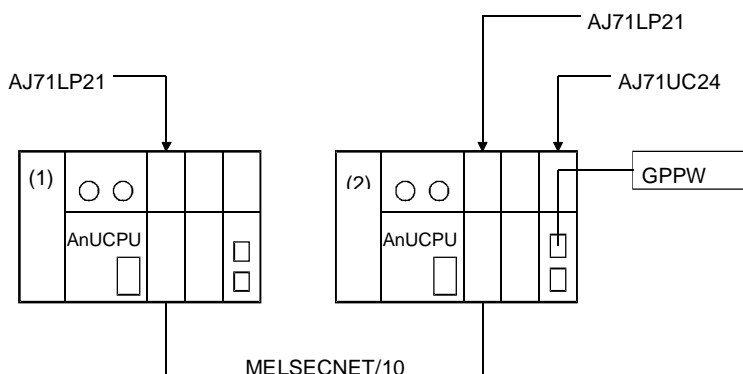 AJ71LP21
AJ71LP21
AJ71UC24
(1)
(2)
GPPW
AnUCPU
AnUCPU
MELSECNET/10